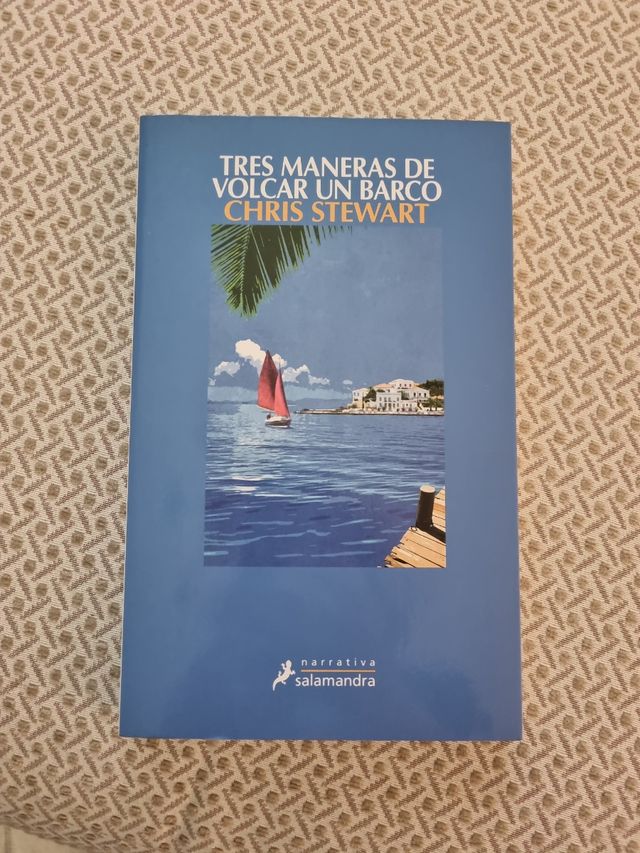 TRES MANERAS DE
VOLCAR UN BARCO
CHRIS STEWART
narrativa
salamandra